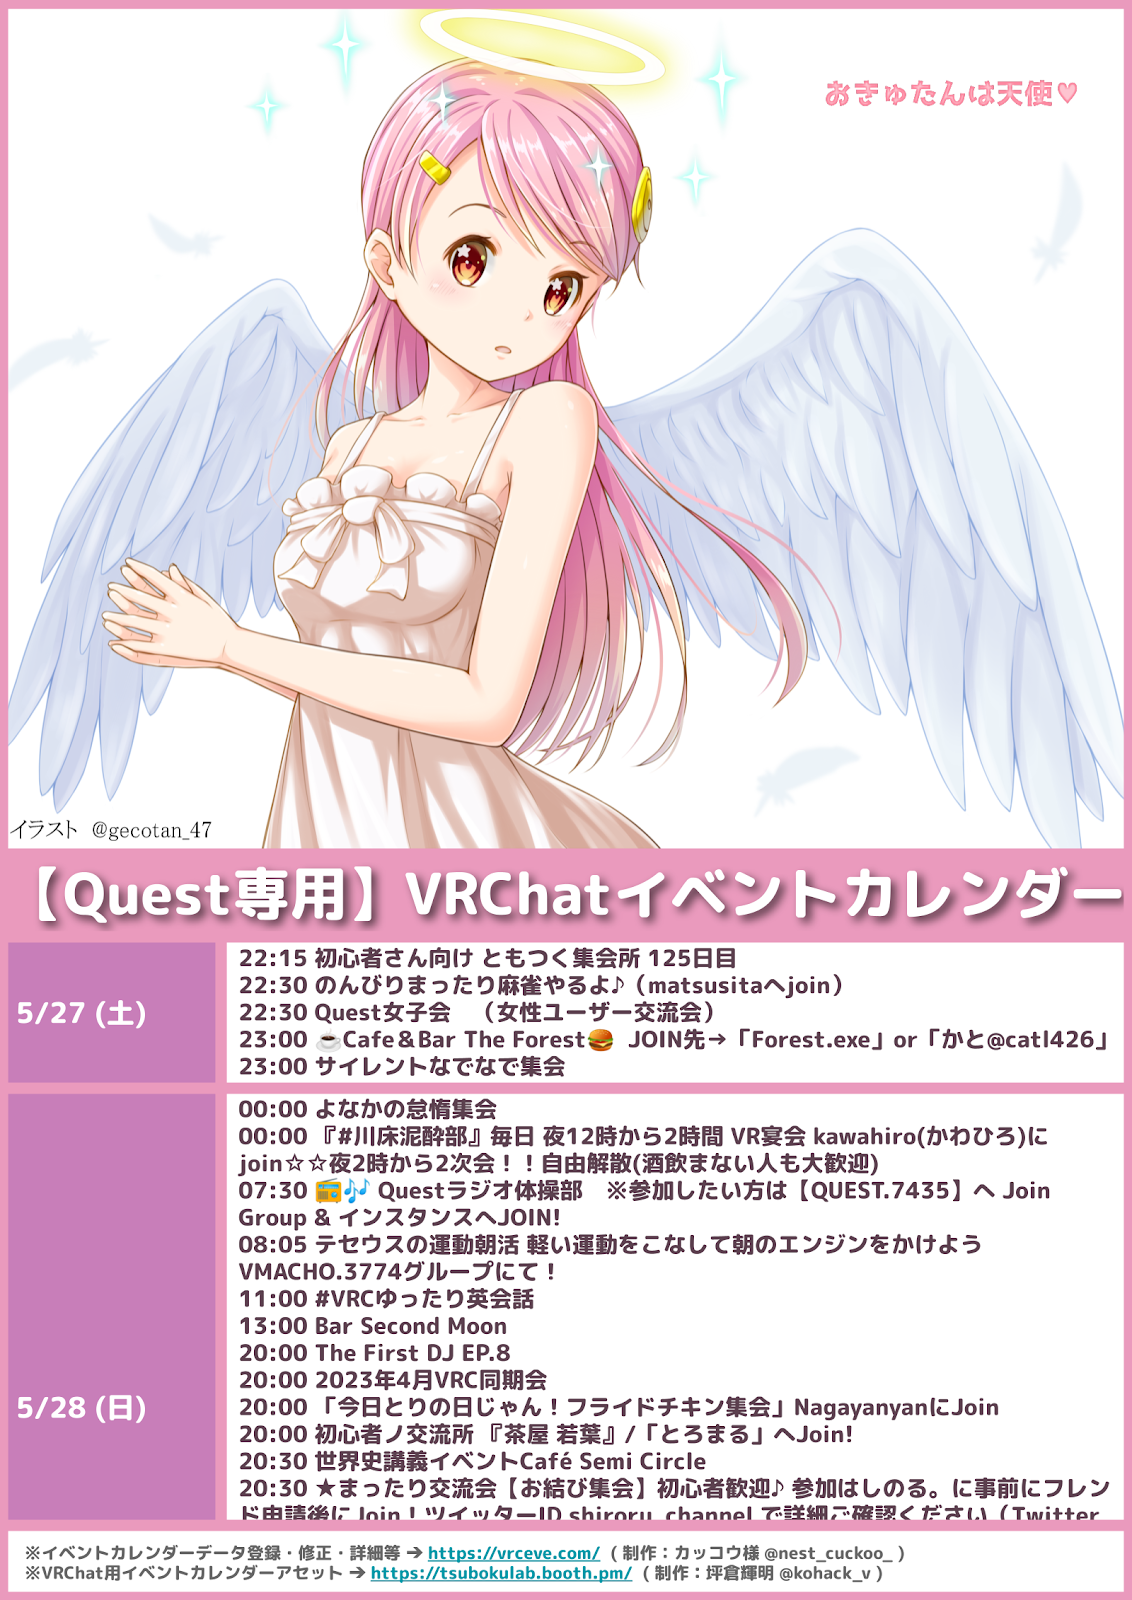 おきゅたんは天使♥
イラスト @gecotan_47
【Quest専用】VRChatイベントカレンダー
5/27 (土)
22:15 初心者さん向け ともつく集会所 125日目
22:30 のんびりまったり麻雀やるよ♪（matsusitaへjoin）
22:30 Quest女子会 （女性ユーザー交流会）
23:00 ☕Cafe＆Bar The Forest🍔 JOIN先→「Forest.exe」or「かと@catl426」
23:00 サイレントなでなで集会
5/28 (日)
00:00 よなかの怠惰集会
00:00 『#川床泥酔部』毎日 夜12時から2時間 VR宴会 kawahiro(かわひろ)に
join☆☆夜2時から2次会！！自由解散(酒飲まない人も大歓迎)
07:30 📻🎶 Questラジオ体操部 ※参加したい方は【QUEST.7435】へ Join
Group & インスタンスへJOIN!
08:05 テセウスの運動朝活 軽い運動をこなして朝のエンジンをかけよう
VMACHO.3774グループにて！
11:00 #VRCゆったり英会話
13:00 Bar Second Moon
20:00 The First DJ EP.8
20:00 2023年4月VRC同期会
20:00 「今日とりの日じゃん！フライドチキン集会」NagayanyanにJoin
20:00 初心者ノ交流所 『茶屋 若葉』/「とろまる」へJoin!
20:30 世界史講義イベントCafé Semi Circle
20:30 ★まったり交流会【お結び集会】初心者歓迎♪ 参加はしのる。に事前にフレン
ド申請後に Join！ツイッターID shiroru_channel で詳細ご確認ください（Twitter
※イベントカレンダーデータ登録・修正・詳細等 ➔ https://vrceve.com/ （ 制作：カッコウ様 @nest_cuckoo_ ）
※VRChat用イベントカレンダーアセット ➔ https://tsubokulab.booth.pm/ （ 制作：坪倉輝明 @kohack_v ）